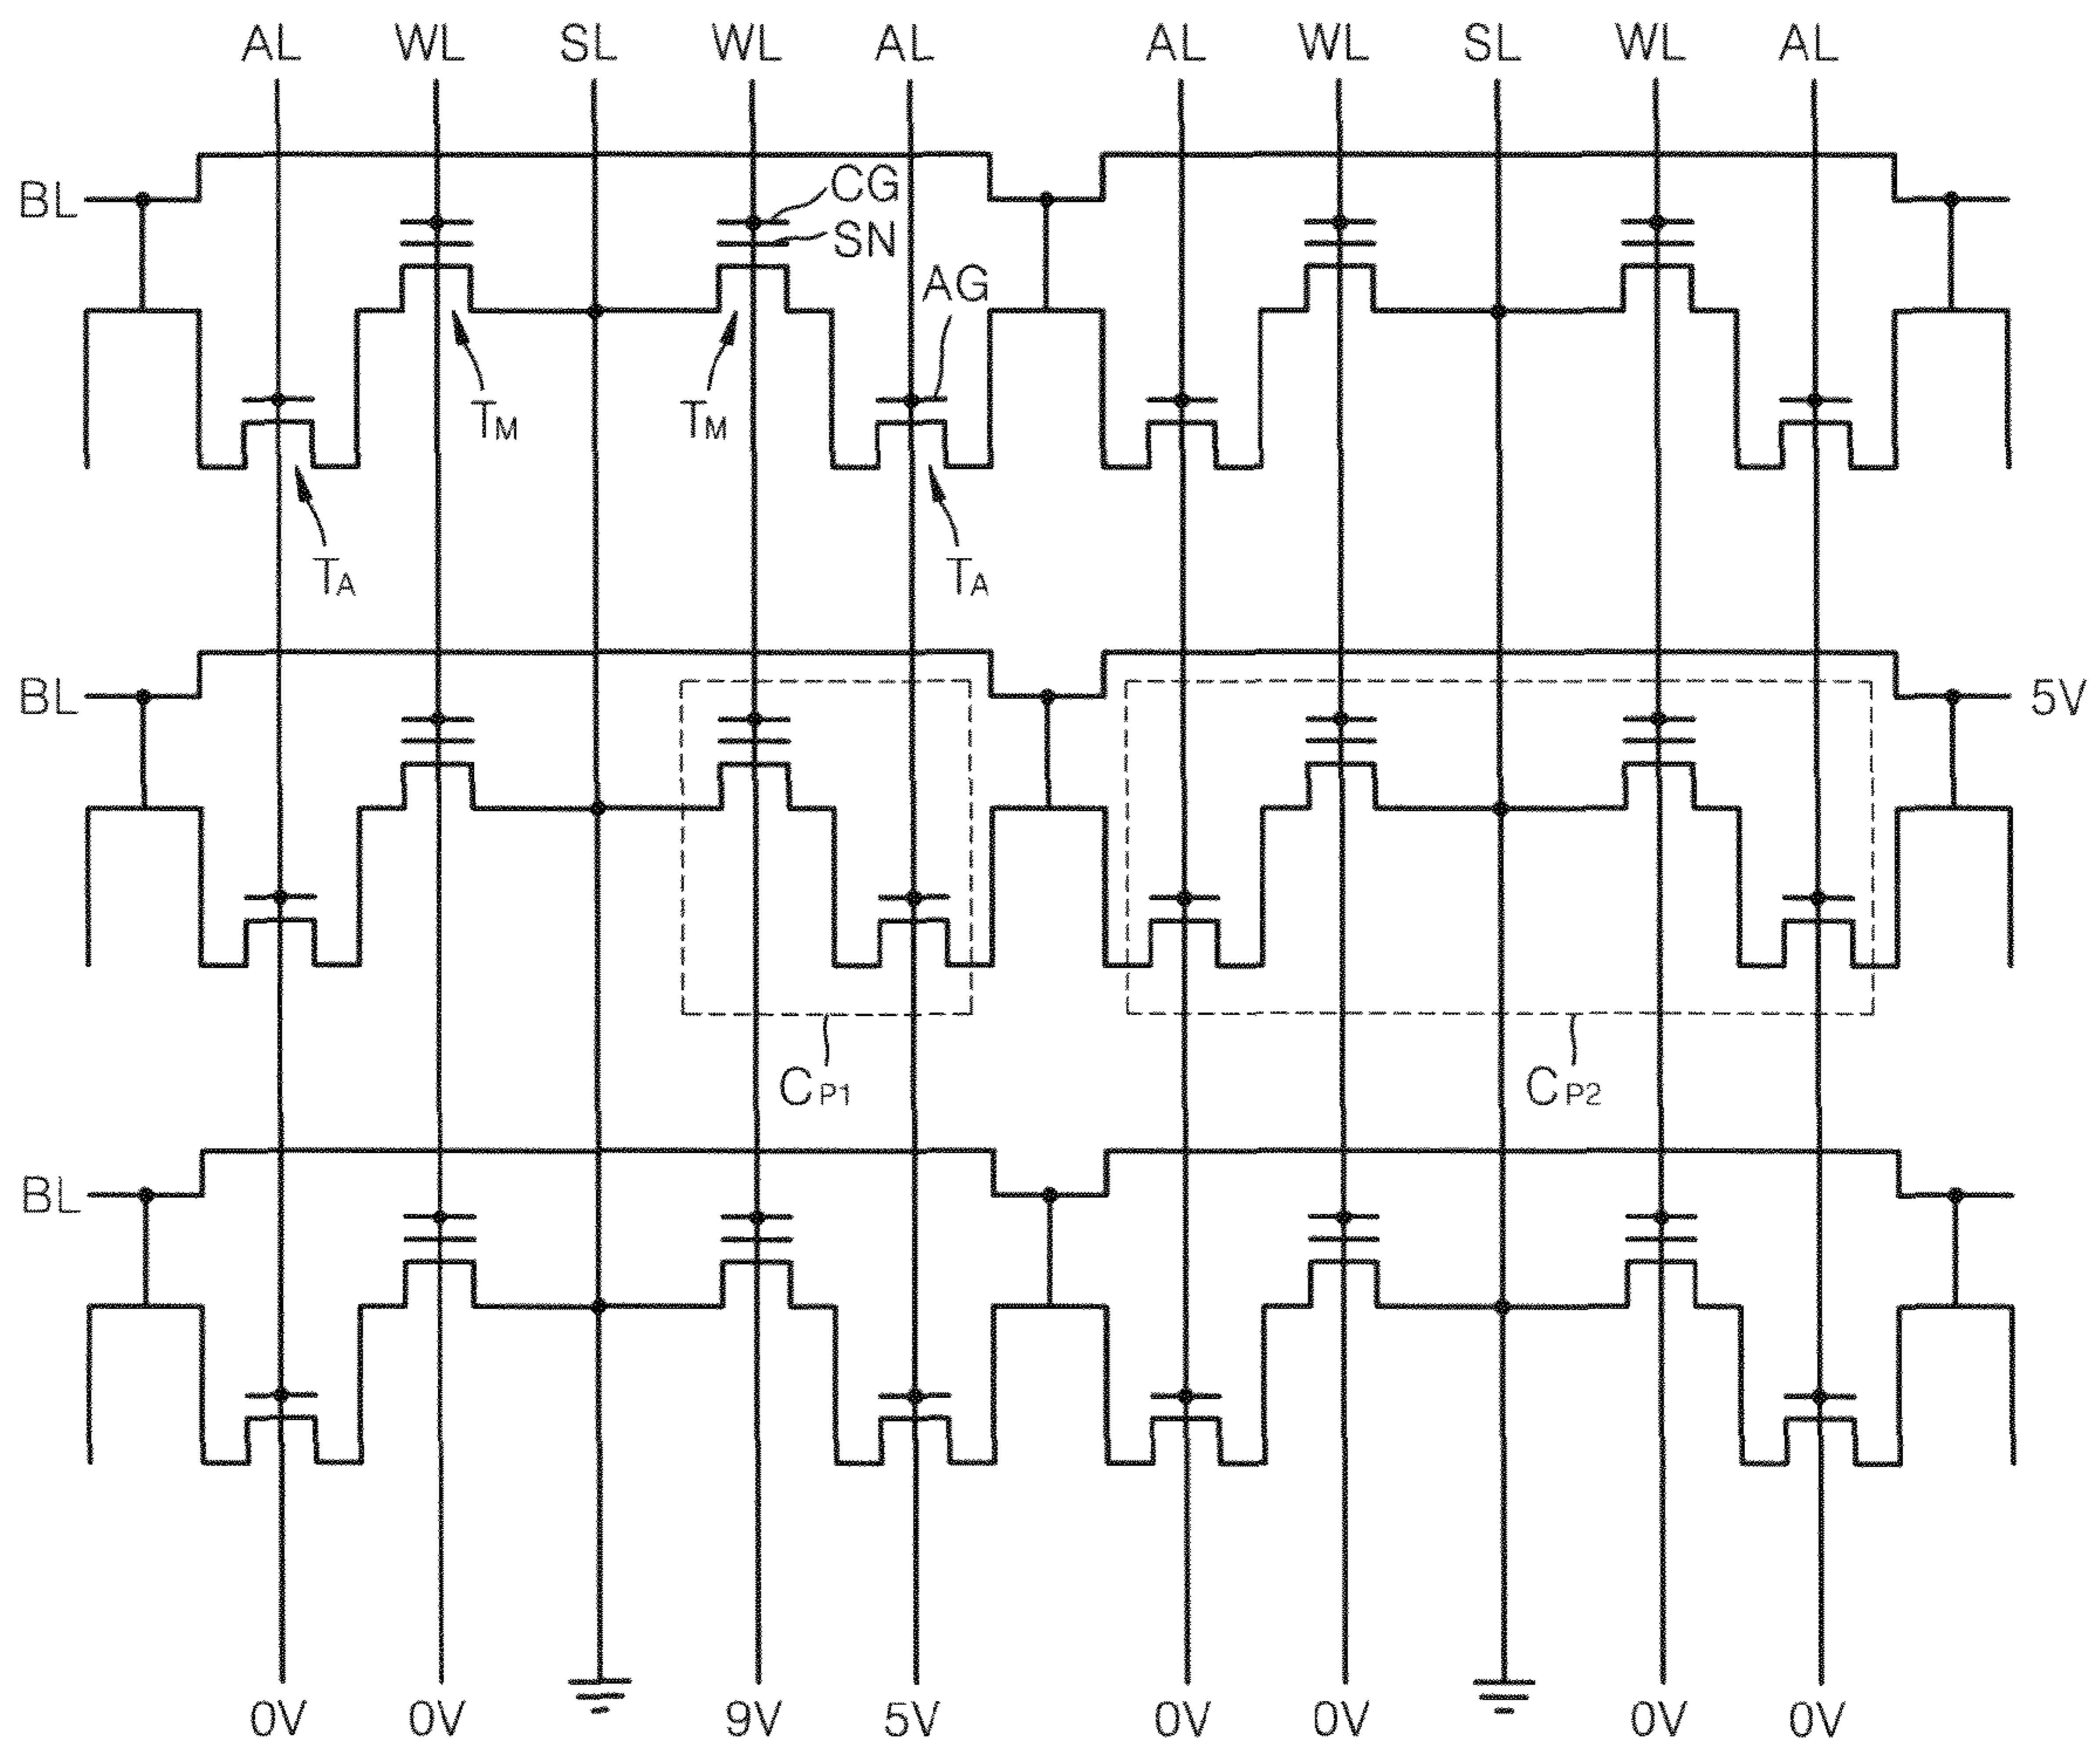 AL WL SL WL AL AL WL SL WL AL
BL
CG
SN
AG
TM TM
TA TA
BL 5V
CP1 CP2
BL
0V 0V 9V 5V 0V 0V 0V 0V